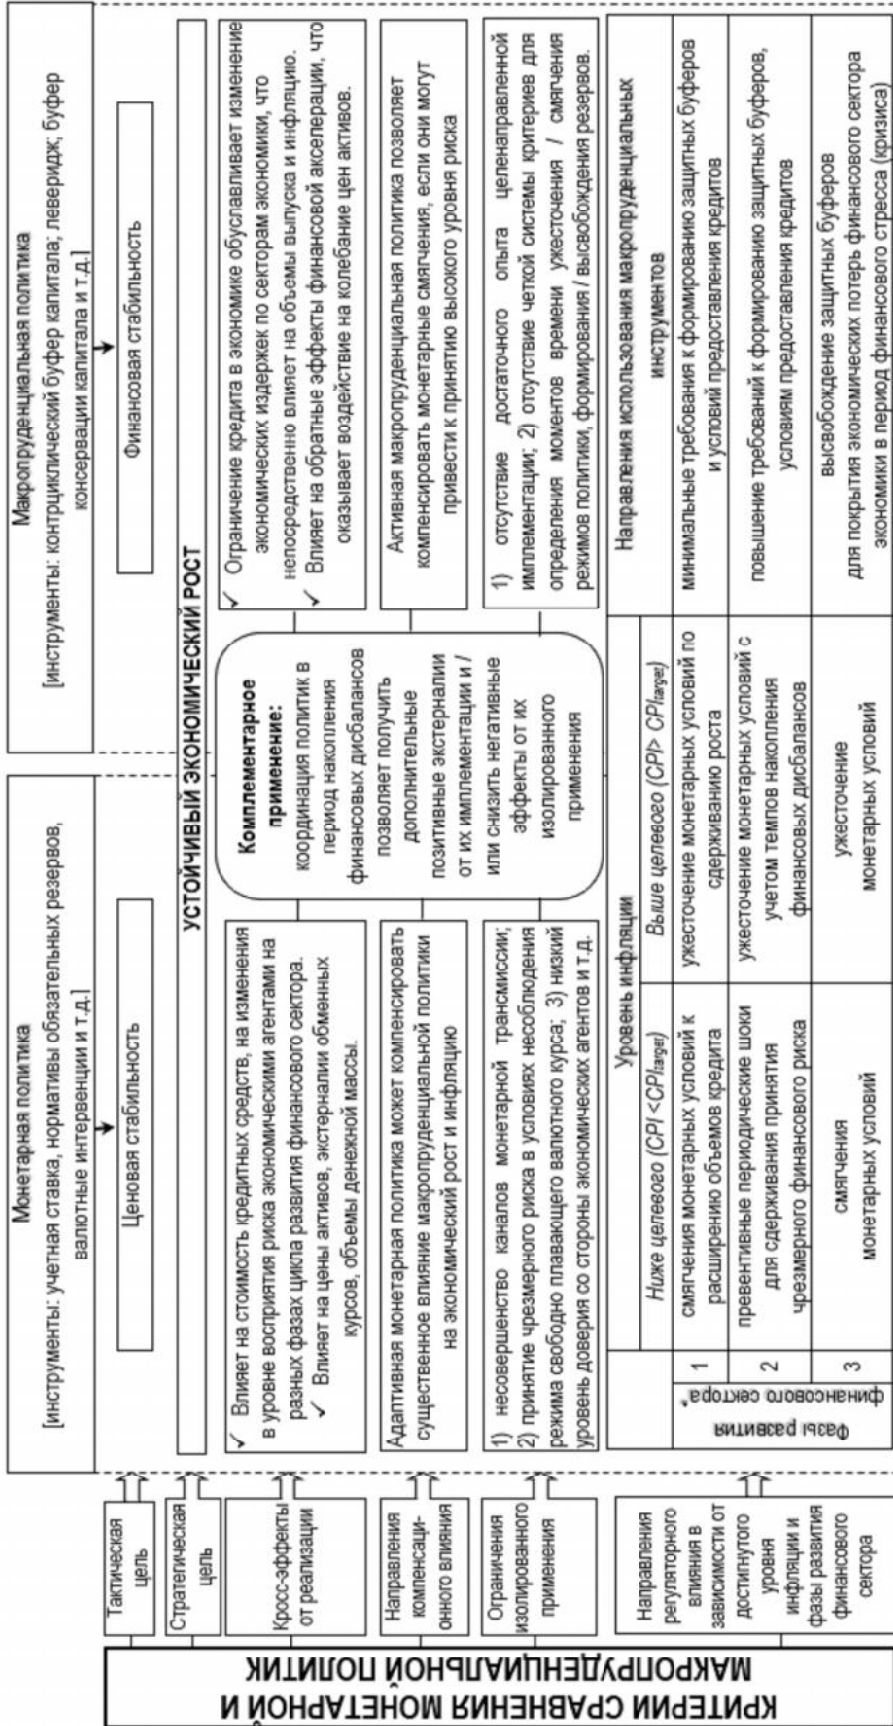 КРИТЕРИИ СРАВНЕНИЯ МОНЕТАРНОЙ И
МАКРОПРУДЕНЦИАЛЬНОЙ ПОЛИТИК
Монетарная политика
[инструменты: учетная ставка, нормативы обязательных резервов,
валютные интервенции и т.д.]
Макропруденциальная политика
[инструменты: контрциклический буфер капитала; леверидж; буфер
консервации капитала и т.д.]
Тактическая
цель
Ценовая стабильность
Финансовая стабильность
Стратегическая
цель
УСТОЙЧИВЫЙ ЭКОНОМИЧЕСКИЙ РОСТ
Кросс-эффекты
от реализации
✓ Влияет на стоимость кредитных средств, на изменения
в уровне восприятия риска экономическими агентами на
разных фазах цикла развития финансового сектора.
✓ Влияет на цены активов, экстерналии обменных
курсов, объемы денежной массы.
Комплементарное
применение:
координация политик в
период накопления
финансовых дисбалансов
позволяет получить
дополнительные
позитивные экстерналии
от их имплементации и /
или снизить негативные
эффекты от их
изолированного
применения
✓ Ограничение кредита в экономике обуславливает изменение
экономических издержек по секторам экономики, что
непосредственно влияет на объемы выпуска и инфляцию.
✓ Влияет на обратные эффекты финансовой акселерации, что
оказывает воздействие на колебание цен активов.
Направления
компенсаци-
онного влияния
Адаптивная монетарная политика может компенсировать
существенное влияние макропруденциальной политики
на экономический рост и инфляцию
Активная макропруденциальная политика позволяет
компенсировать монетарные смягчения, если они могут
привести к принятию высокого уровня риска
Ограничения
изолированного
применения
1) несовершенство каналов монетарной трансмиссии;
2) принятие чрезмерного риска в условиях несоблюдения
режима свободно плавающего валютного курса; 3) низкий
уровень доверия со стороны экономических агентов и т.д.
1) отсутствие достаточного опыта целенаправленной
имплементации; 2) отсутствие четкой системы критериев для
определения моментов времени ужесточения / смягчения
режимов политики, формирования / высвобождения резервов.
Направления
регуляторного
влияния в
зависимости от
достигнутого
уровня
инфляции и
фазы развития
финансового
сектора
Фазы развития
финансового сектора*
Уровень инфляции
Ниже целевого (CPI <CPItarget)
Выше целевого (CPI> CPItarget)
Направления использования макропруденциальных
инструментов
1
смягчения монетарных условий к
расширению объемов кредита
ужесточение монетарных условий по
сдерживанию роста
минимальные требования к формированию защитных буферов
и условий предоставления кредитов
2
превентивные периодические шоки
для сдерживания принятия
чрезмерного финансового риска
ужесточение монетарных условий с
учетом темпов накопления
финансовых дисбалансов
повышение требований к формированию защитных буферов,
условиям предоставления кредитов
3
смягчения
монетарных условий
ужесточение
монетарных условий
высвобождение защитных буферов
для покрытия экономических потерь финансового сектора
экономики в период финансового стресса (кризиса)